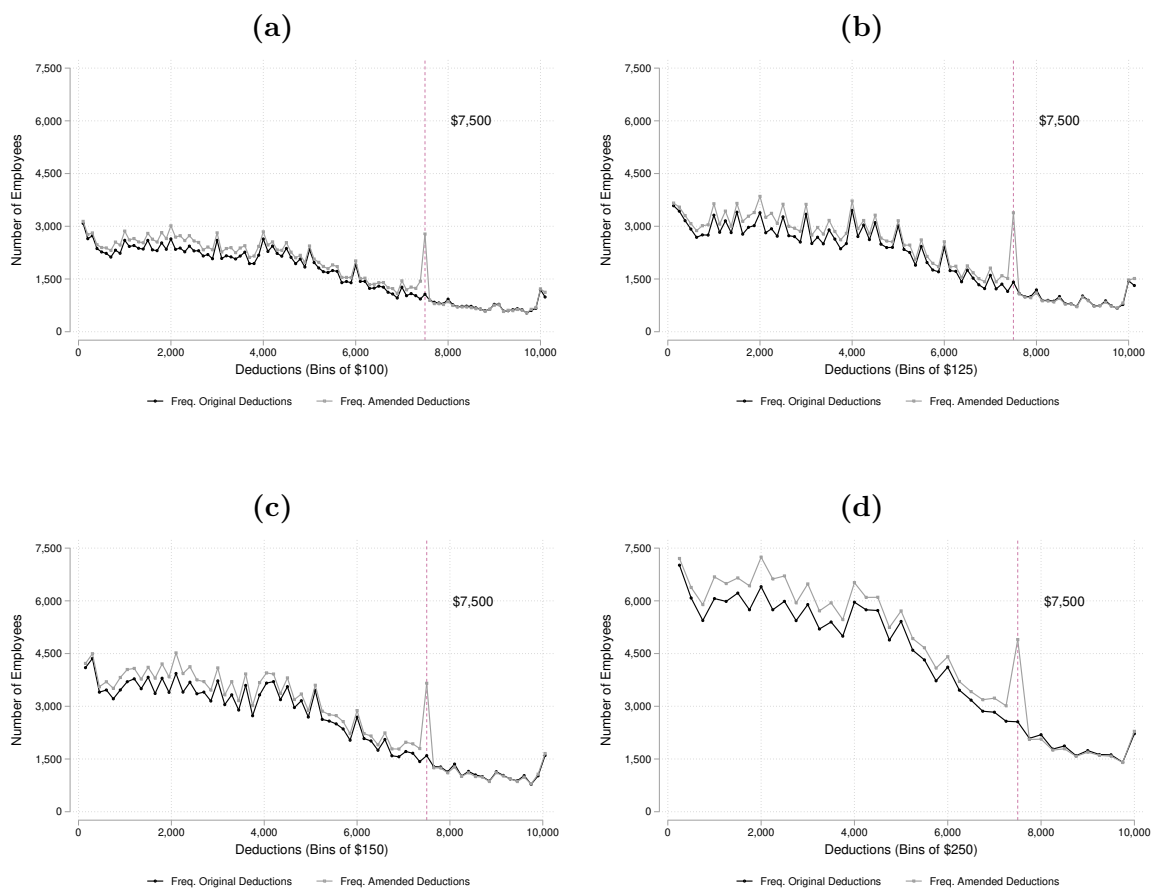 (a)
7,500
6,000
4,500
3,000
1,500
0
Number of Employees
$7,500
0 2,000 4,000 6,000 8,000 10,000
Deductions (Bins of $100)
Freq. Original Deductions Freq. Amended Deductions
(b)
7,500
6,000
4,500
3,000
1,500
0
Number of Employees
$7,500
0 2,000 4,000 6,000 8,000 10,000
Deductions (Bins of $125)
Freq. Original Deductions Freq. Amended Deductions
(c)
7,500
6,000
4,500
3,000
1,500
0
Number of Employees
$7,500
0 2,000 4,000 6,000 8,000 10,000
Deductions (Bins of $150)
Freq. Original Deductions Freq. Amended Deductions
(d)
7,500
6,000
4,500
3,000
1,500
0
Number of Employees
$7,500
0 2,000 4,000 6,000 8,000 10,000
Deductions (Bins of $250)
Freq. Original Deductions Freq. Amended Deductions